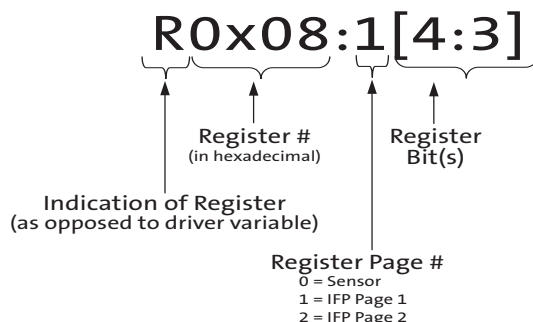 R0x08:1[4:3]
Register #
(in hexadecimal)
Register
Bit(s)
Indication of Register
(as opposed to driver variable)
Register Page #
0 = Sensor
1 = IFP Page 1
2 = IFP Page 2